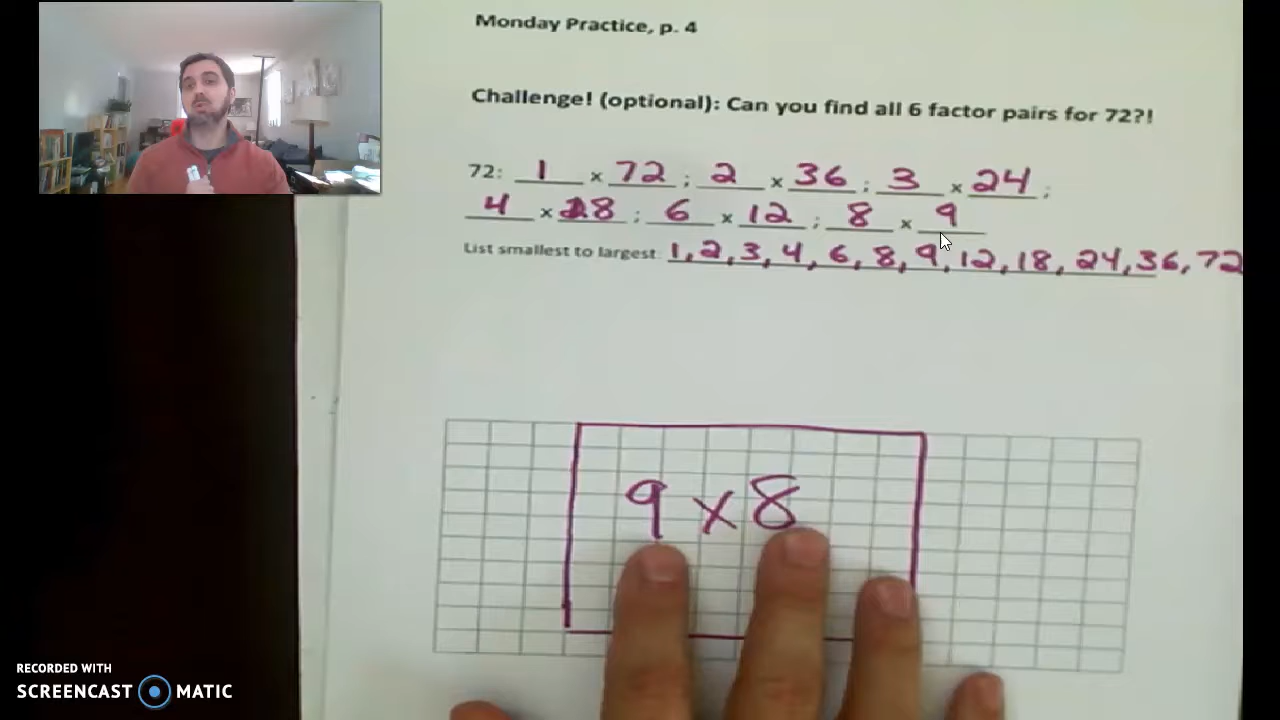 Monday Practice, p. 4
Challenge! (optional): Can you find all 6 factor pairs for 72?!
72: 1 × 72 ; 2 × 36 ; 3 × 24 ;
4 × 18 ; 6 × 12 ; 8 × 9
List smallest to largest: 1, 2, 3, 4, 6, 8, 9, 12, 18, 24, 36, 72
9 x 8
RECORDED WITH
SCREENCAST MATIC